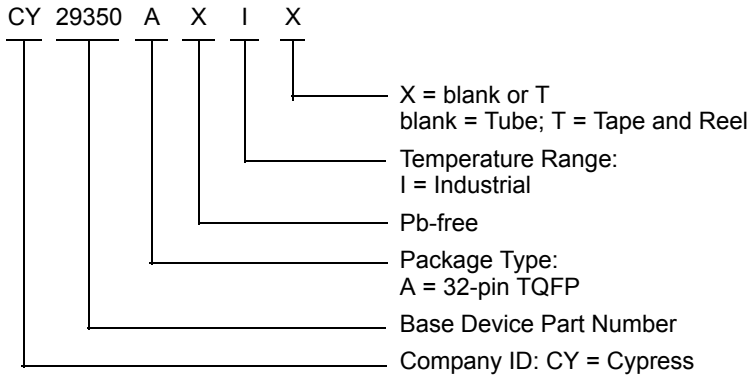 CY 29350 A X I X
X = blank or T
blank = Tube; T = Tape and Reel
Temperature Range:
I = Industrial
Pb-free
Package Type:
A = 32-pin TQFP
Base Device Part Number
Company ID: CY = Cypress